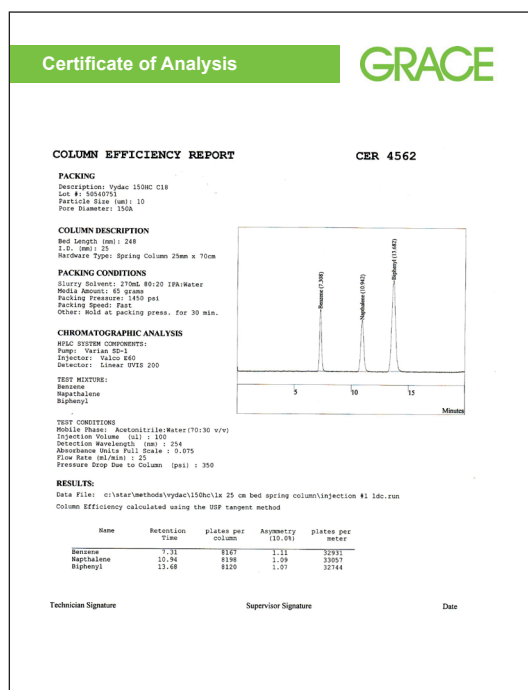 Certificate of Analysis
GRACE
COLUMN EFFICIENCY REPORT
CER 4562
PACKING
Description: Vydac 150HC C18
Lot #: 50540751
Particle Size (um): 10
Pore Diameter: 150A
COLUMN DESCRIPTION
Bed Length (mm): 248
I.D. (mm): 25
Hardware Type: Spring Column 25mm x 70cm
PACKING CONDITIONS
Slurry Solvent: 270mL 80:20 IPA:Water
Media Amount: 65 grams
Packing Pressure: 1450 psi
Packing Speed: Fast
Other: Hold at packing press. for 30 min.
CHROMATOGRAPHIC ANALYSIS
HPLC SYSTEM COMPONENTS:
Pump: Varian SD-1
Injector: Valco E60
Detector: Linear UVIS 200
TEST MIXTURE:
Benzene
Napathalene
Biphenyl
Benzene (7.308)
Napthalene (10.942)
Biphenyl (13.682)
5 10 15
Minutes
TEST CONDITIONS
Mobile Phase: Acetonitrile:Water(70:30 v/v)
Injection Volume (ul) : 100
Detection Wavelength (nm) : 254
Absorbance Units Full Scale : 0.075
Flow Rate (ml/min) : 25
Pressure Drop Due to Column (psi) : 350
RESULTS:
Data File: c:\star\methods\vydac\150hc\1x 25 cm bed spring column\injection #1 ldc.run
Column Efficiency calculated using the USP tangent method
Name Retention Time plates per column Asymmetry (10.0%) plates per meter
Benzene 7.31 8167 1.11 32931
Napthalene 10.94 8198 1.09 33057
Biphenyl 13.68 8120 1.07 32744
Technician Signature Supervisor Signature Date